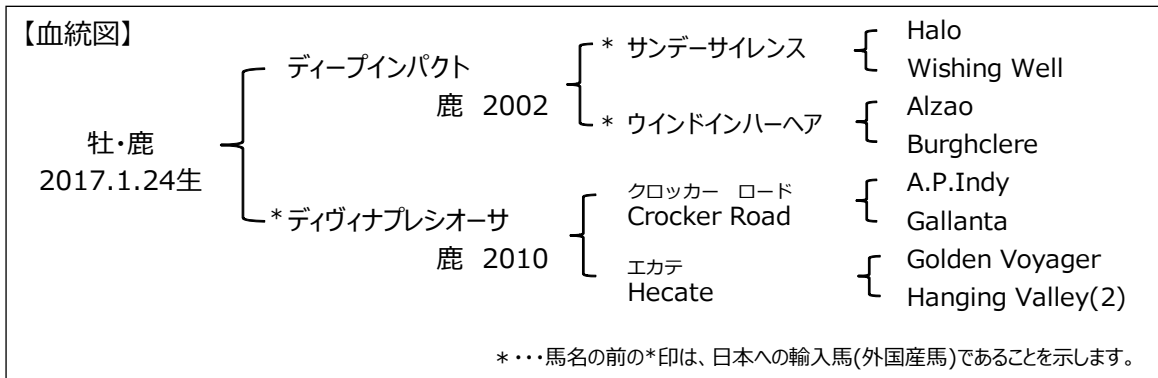 【血統図】
牡・鹿
2017.1.24生
ディープインパクト
鹿 2002
* ディヴィナプレシオーサ
鹿 2010
* サンデーサイレンス
* ウインドインハーヘア
クロッカー ロード
Crocker Road
エカテ
Hecate
Halo
Wishing Well
Alzao
Burghclere
A.P.Indy
Gallanta
Golden Voyager
Hanging Valley(2)
*・・・馬名の前の*印は、日本への輸入馬(外国産馬)であることを示します。